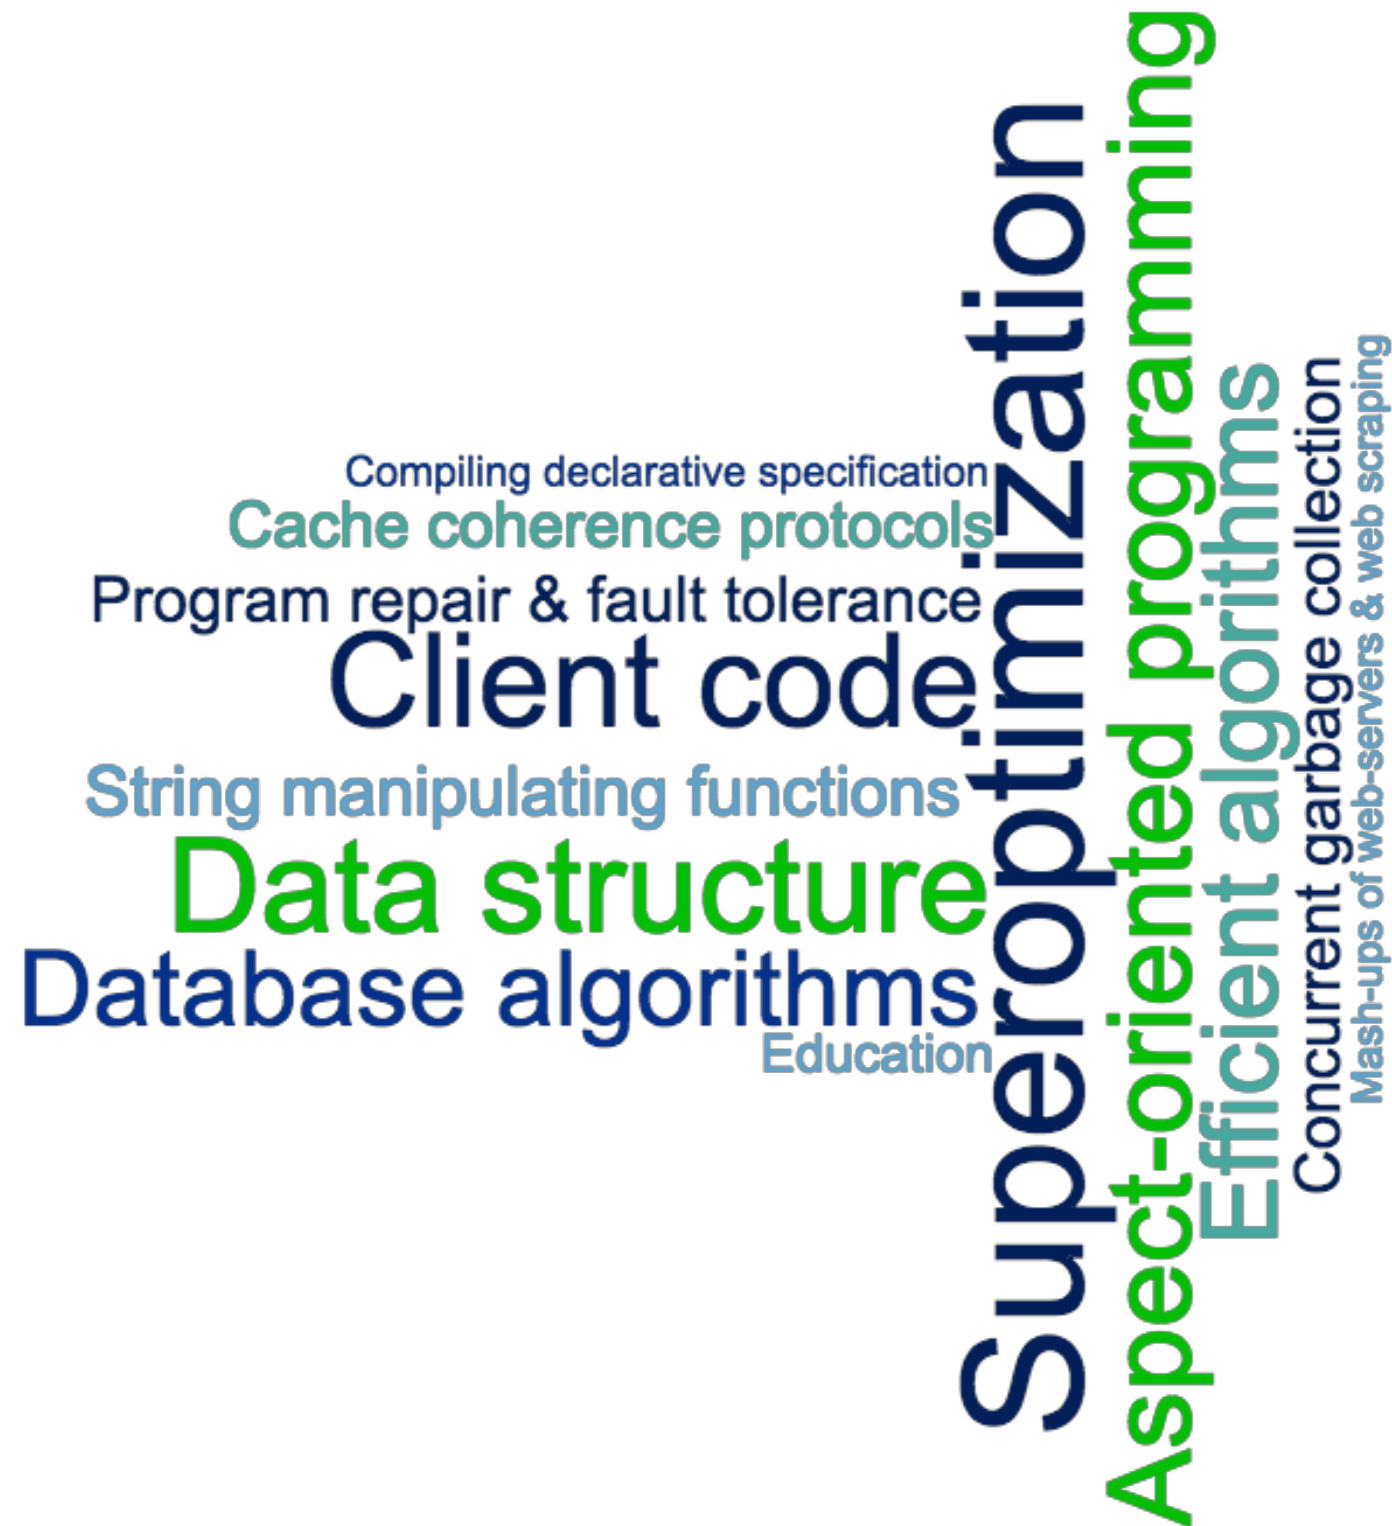 Compiling declarative specification
Cache coherence protocols
Program repair & fault tolerance
Client code
String manipulating functions
Data structure
Database algorithms
Education
Superoptimization
Aspect-oriented programming
Efficient algorithms
Concurrent garbage collection
Mash-ups of web-servers & web scraping